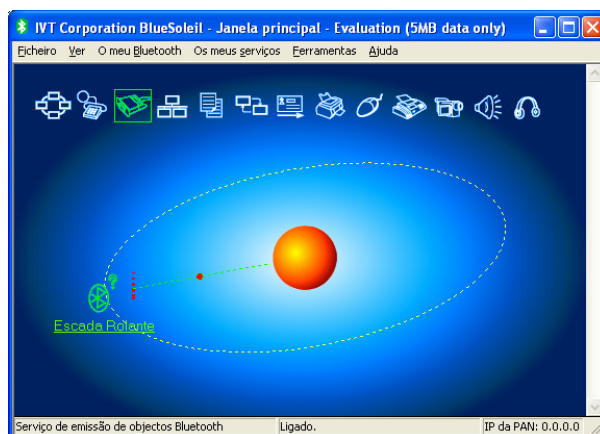 IVT Corporation BlueSoleil - Janela principal - Evaluation (5MB data only)
Ficheiro Ver O meu Bluetooth Os meus serviços Ferramentas Ajuda
?
Escada Rolante
Serviço de emissão de objectos Bluetooth Ligado. IP da PAN: 0.0.0.0